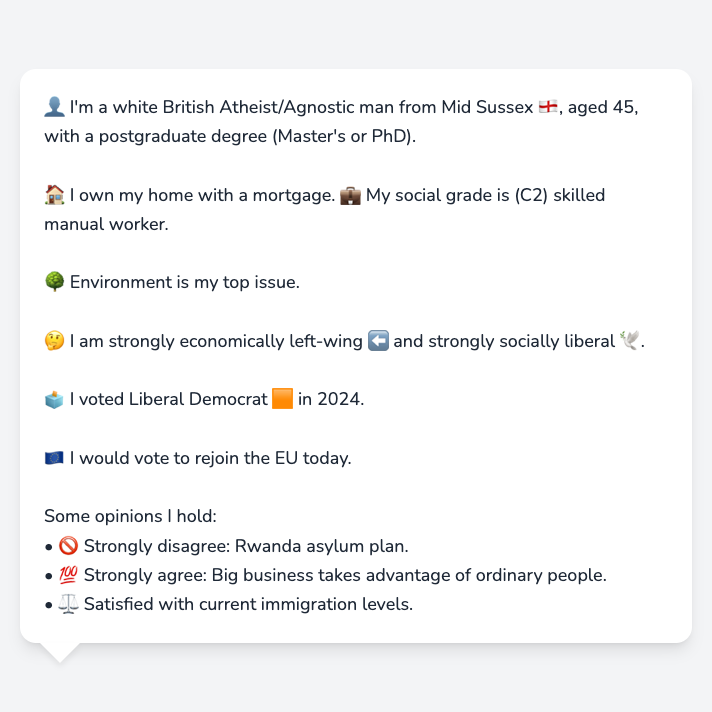 👤 I'm a white British Atheist/Agnostic man from Mid Sussex 🏴󠁧󠁢󠁥󠁮󠁧󠁿, aged 45,
with a postgraduate degree (Master's or PhD).
🏠 I own my home with a mortgage. 💼 My social grade is (C2) skilled
manual worker.
🌳 Environment is my top issue.
🤔 I am strongly economically left-wing ⬅️ and strongly socially liberal 🕊️.
🗳️ I voted Liberal Democrat 🟧 in 2024.
🇪🇺 I would vote to rejoin the EU today.
Some opinions I hold:
• 🚫 Strongly disagree: Rwanda asylum plan.
• 💯 Strongly agree: Big business takes advantage of ordinary people.
• ⚖️ Satisfied with current immigration levels.